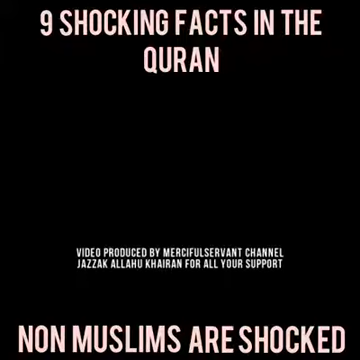 9 SHOCKING FACTS IN THE
QURAN
VIDEO PRODUCED BY MERCIFULSERVANT CHANNEL
JAZZAK ALLAHU KHAIRAN FOR ALL YOUR SUPPORT
NON MUSLIMS ARE SHOCKED